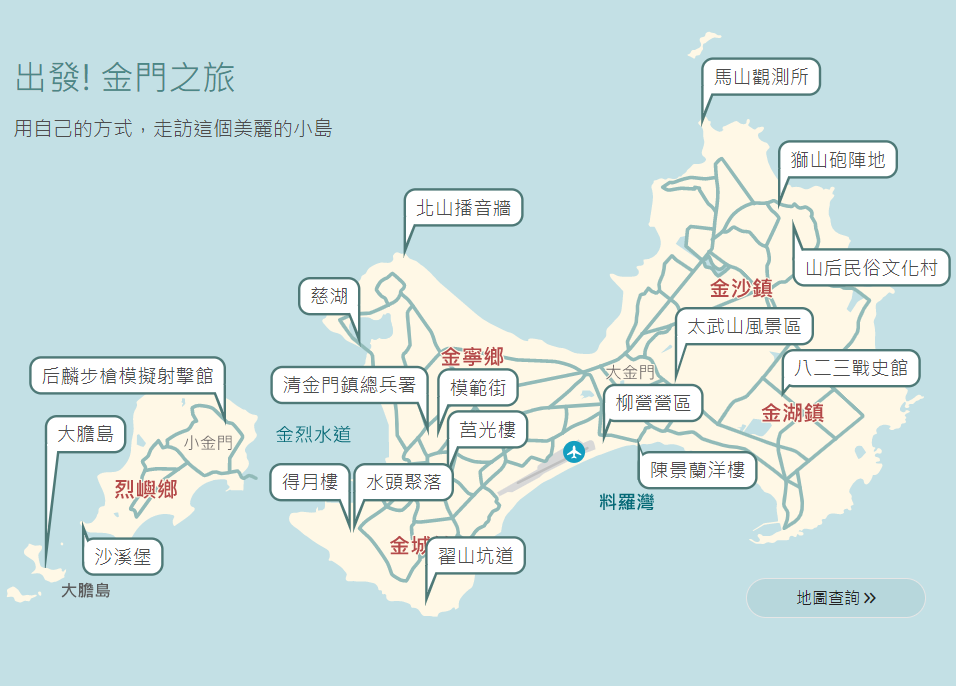 出發! 金門之旅
用自己的方式，走訪這個美麗的小島
馬山觀測所
獅山砲陣地
北山播音牆
山后民俗文化村
慈湖
金沙鎮
太武山風景區
金寧鄉
大金門
八二三戰史館
后麟步槍模擬射擊館
清金門鎮總兵署
模範街
柳營營區
金湖鎮
大膽島
金烈水道
莒光樓
小金門
陳景蘭洋樓
得月樓
水頭聚落
烈嶼鄉
料羅灣
金城
沙溪堡
翟山坑道
大膽島
地圖查詢 »